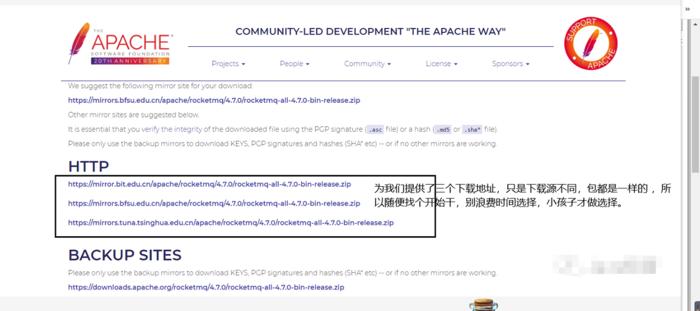 THE
APACHE®
SOFTWARE FOUNDATION
20TH ANNIVERSARY
COMMUNITY-LED DEVELOPMENT "THE APACHE WAY"
SUPPORT
APACHE
Projects People Community License Sponsors
We suggest the following mirror site for your download:
https://mirrors.bfsu.edu.cn/apache/rocketmq/4.7.0/rocketmq-all-4.7.0-bin-release.zip
Other mirror sites are suggested below.
It is essential that you verify the integrity of the downloaded file using the PGP signature (.asc file) or a hash (.md5 or .sha* file).
Please only use the backup mirrors to download KEYS, PGP signatures and hashes (SHA* etc) -- or if no other mirrors are working.
HTTP
https://mirror.bit.edu.cn/apache/rocketmq/4.7.0/rocketmq-all-4.7.0-bin-release.zip
https://mirrors.bfsu.edu.cn/apache/rocketmq/4.7.0/rocketmq-all-4.7.0-bin-release.zip
https://mirrors.tuna.tsinghua.edu.cn/apache/rocketmq/4.7.0/rocketmq-all-4.7.0-bin-release.zip
为我们提供了三个下载地址，只是下载源不同，包都是一样的，所
以随便找个开始干，别浪费时间选择，小孩子才做选择。
BACKUP SITES
Please only use the backup mirrors to download KEYS, PGP signatures and hashes (SHA* etc) -- or if no other mirrors are working.
https://downloads.apache.org/rocketmq/4.7.0/rocketmq-all-4.7.0-bin-release.zip